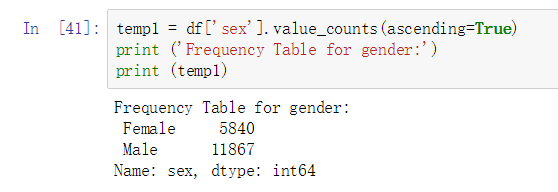 In [41]: temp1 = df['sex'].value_counts(ascending=True)
print ('Frequency Table for gender:')
print (temp1)
Frequency Table for gender:
 Female     5840
 Male      11867
Name: sex, dtype: int64